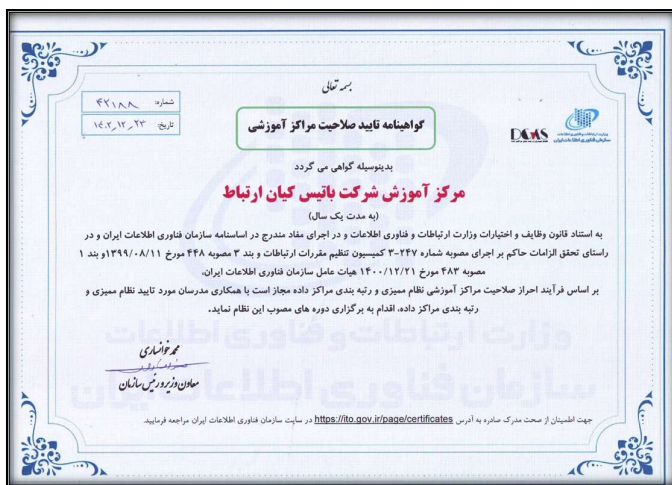 بسمه تعالی
شماره: ۴۲۱۸۸
تاریخ: ۱۴۰۲٫۱۲٫۲۳
گواهینامه تایید صلاحیت مراکز آموزشی
DCAS
سازمان فناوری اطلاعات ایران
بدینوسیله گواهی می گردد
مرکز آموزش شرکت باتیس کیان ارتباط
(به مدت یک سال)
به استناد قانون وظایف و اختیارات وزارت ارتباطات و فناوری اطلاعات و در اجرای مفاد مندرج در اساسنامه سازمان فناوری اطلاعات ایران و در
راستای تحقق الزامات حاکم بر اجرای مصوبه شماره ۲۴۷-۳ کمیسیون تنظیم مقررات ارتباطات و بند ۳ مصوبه ۴۴۸ مورخ ۱۳۹۹/۰۸/۱۱و بند ۱
مصوبه ۴۸۳ مورخ ۱۴۰۰/۱۲/۲۱ هیات عامل سازمان فناوری اطلاعات ایران.
بر اساس فرآیند احراز صلاحیت مراکز آموزشی نظام ممیزی و رتبه بندی مراکز داده مجاز است با همکاری مدرسان مورد تایید نظام ممیزی و
رتبه بندی مراکز داده، اقدام به برگزاری دوره های مصوب این نظام نماید.
وزارت ارتباطات و فناوری اطلاعات
سازمان فناوری اطلاعات ایران
محمد خوانساری
معاون وزیر و رئیس سازمان
جهت اطمینان از صحت مدرک صادره به آدرس https://ito.gov.ir/page/certificates در سایت سازمان فناوری اطلاعات ایران مراجعه فرمایید.